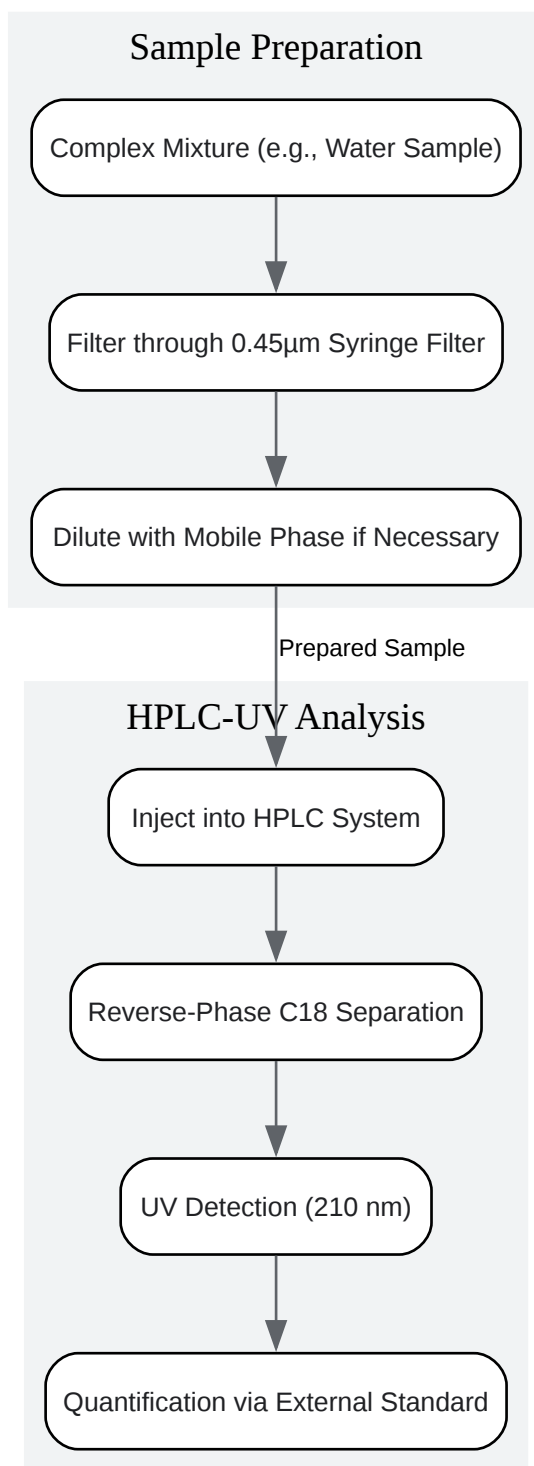 Sample Preparation
Complex Mixture (e.g., Water Sample)
Filter through 0.45µm Syringe Filter
Dilute with Mobile Phase if Necessary
Prepared Sample
HPLC-UV Analysis
Inject into HPLC System
Reverse-Phase C18 Separation
UV Detection (210 nm)
Quantification via External Standard